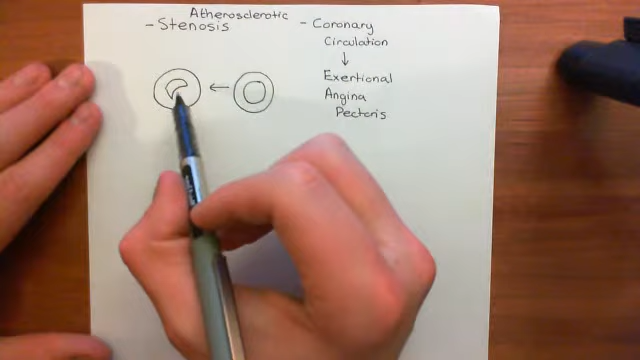 Atherosclerotic
- Stenosis
- Coronary
Circulation
↓
Exertional
Angina
Pectoris